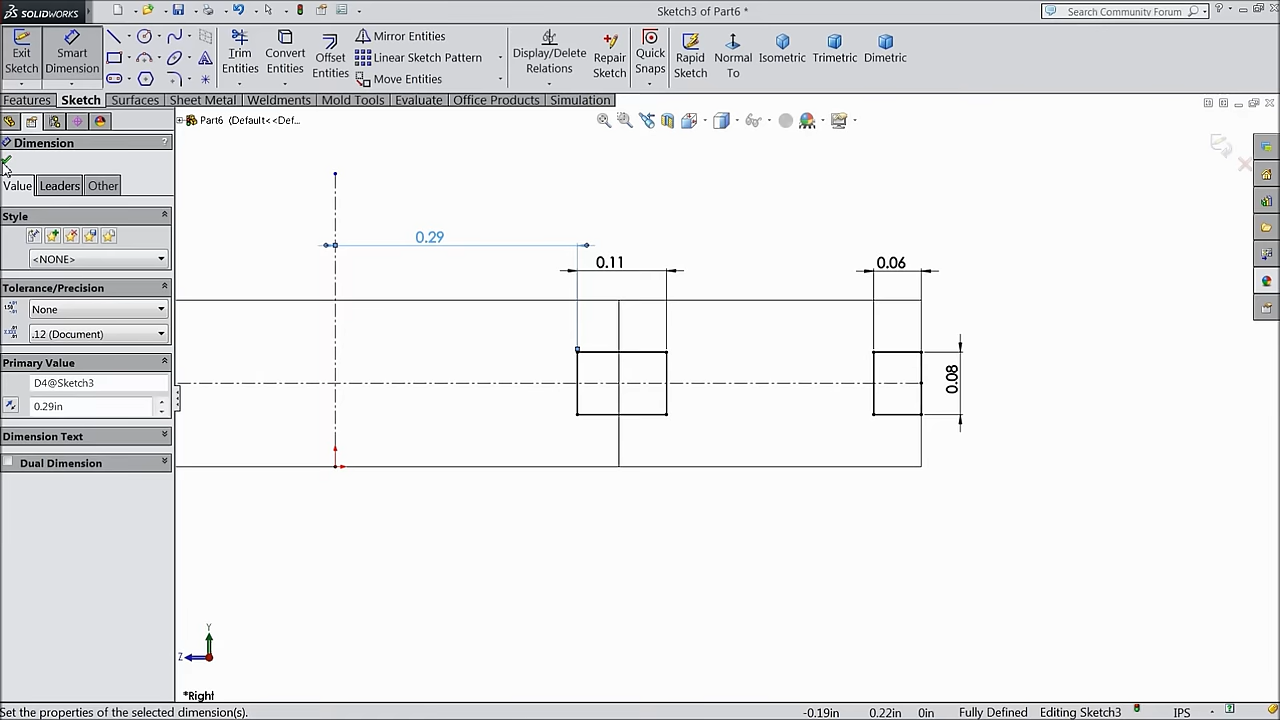 SOLIDWORKS
Sketch3 of Part6 *
Search Community Forum
Exit Sketch
Smart Dimension
Trim Entities
Convert Entities
Offset Entities
Mirror Entities
Linear Sketch Pattern
Move Entities
Display/Delete Relations
Repair Sketch
Quick Snaps
Rapid Sketch
Normal To
Isometric
Trimetric
Dimetric
Features
Sketch
Surfaces
Sheet Metal
Weldments
Mold Tools
Evaluate
Office Products
Simulation
Part6 (Default<<Def...
Dimension
?
Value
Leaders
Other
Style
<NONE>
Tolerance/Precision
None
.12 (Document)
Primary Value
D4@Sketch3
0.29in
Dimension Text
Dual Dimension
0.29
0.11
0.06
0.08
Y
Z
*Right
Set the properties of the selected dimension(s).
-0.19in
0.22in
0in
Fully Defined
Editing Sketch3
IPS